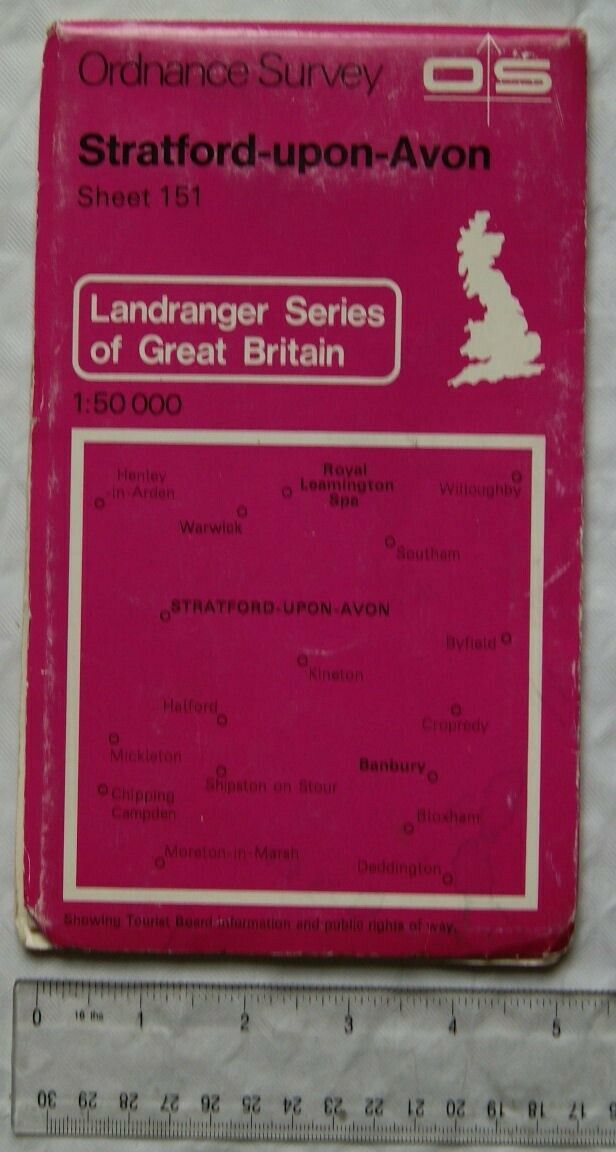 Ordnance Survey
OS
Stratford-upon-Avon
Sheet 151
Landranger Series
of Great Britain
1:50 000
Henley
-in-Arden
Royal
Leamington
Spa
Willoughby
Warwick
Southam
STRATFORD-UPON-AVON
Byfield
Kineton
Halford
Cropredy
Mickleton
Banbury
Shipston on Stour
Chipping
Campden
Bloxham
Moreton-in-Marsh
Deddington
Showing Tourist Board information and public rights of way.
0 16 ths 1 2 3 4 5
30 29 28 27 26 25 24 23 22 21 20 19 18 17